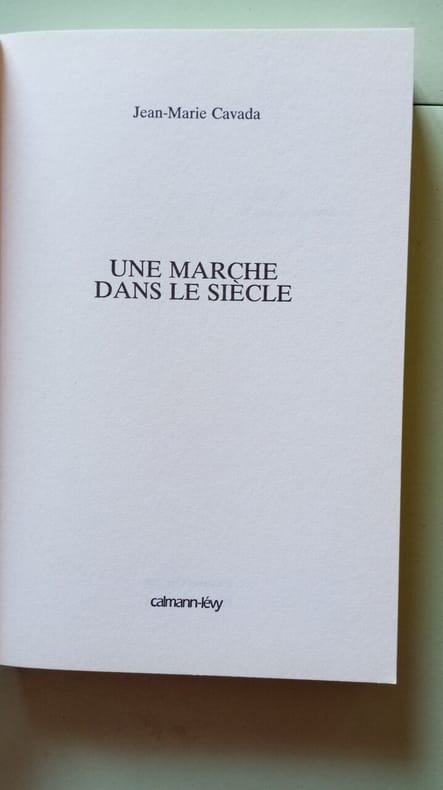 Jean-Marie Cavada
UNE MARCHE
DANS LE SIÈCLE
calmann-lévy